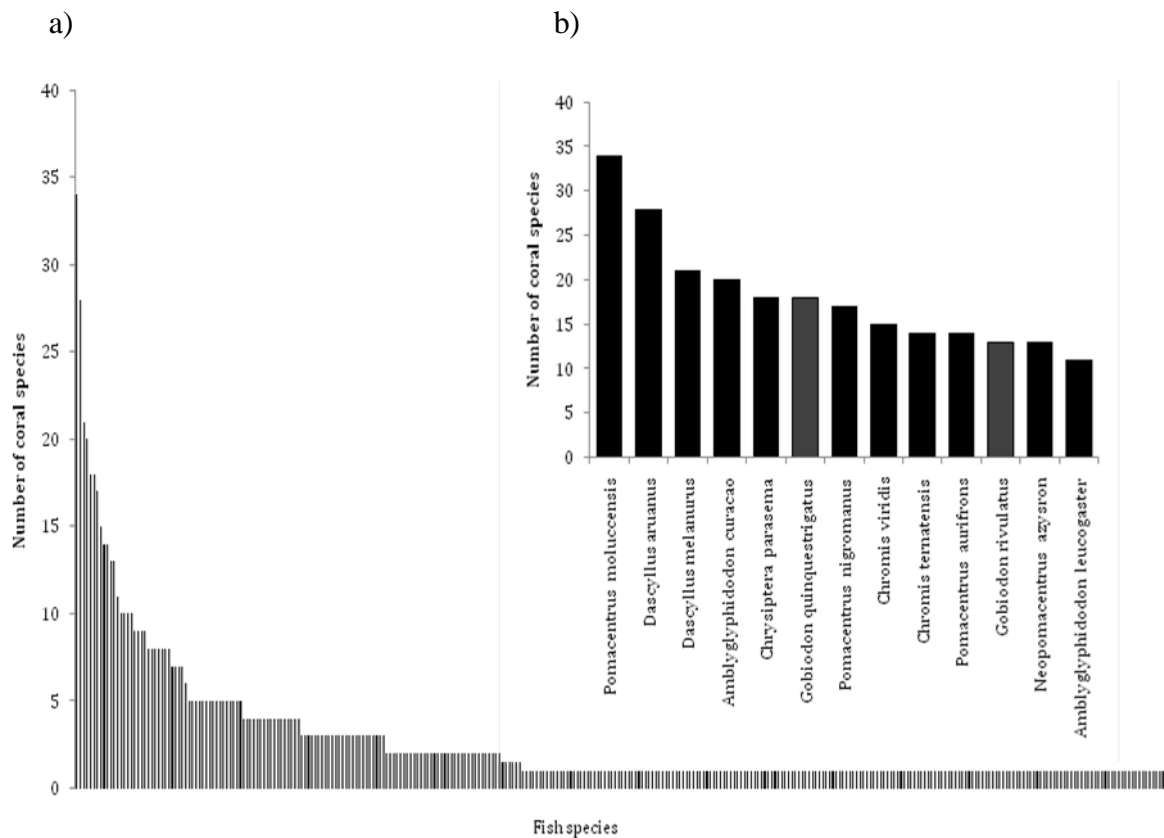 a)
40
35
30
25
20
15
10
5
0
Number of coral species
Fish species
b)
40
35
30
25
20
15
10
5
0
Number of coral species
Pomacentrus moluccensis
Dascyllus aruanus
Dascyllus melanurus
Amblyglyphidodon curacao
Chrysiptera parasema
Gobiodon quinquestrigatus
Pomacentrus nigromanus
Chromis viridis
Chromis ternatensis
Pomacentrus aurifrons
Gobiodon rivulatus
Neopomacentrus azysron
Amblyglyphidodon leucogaster